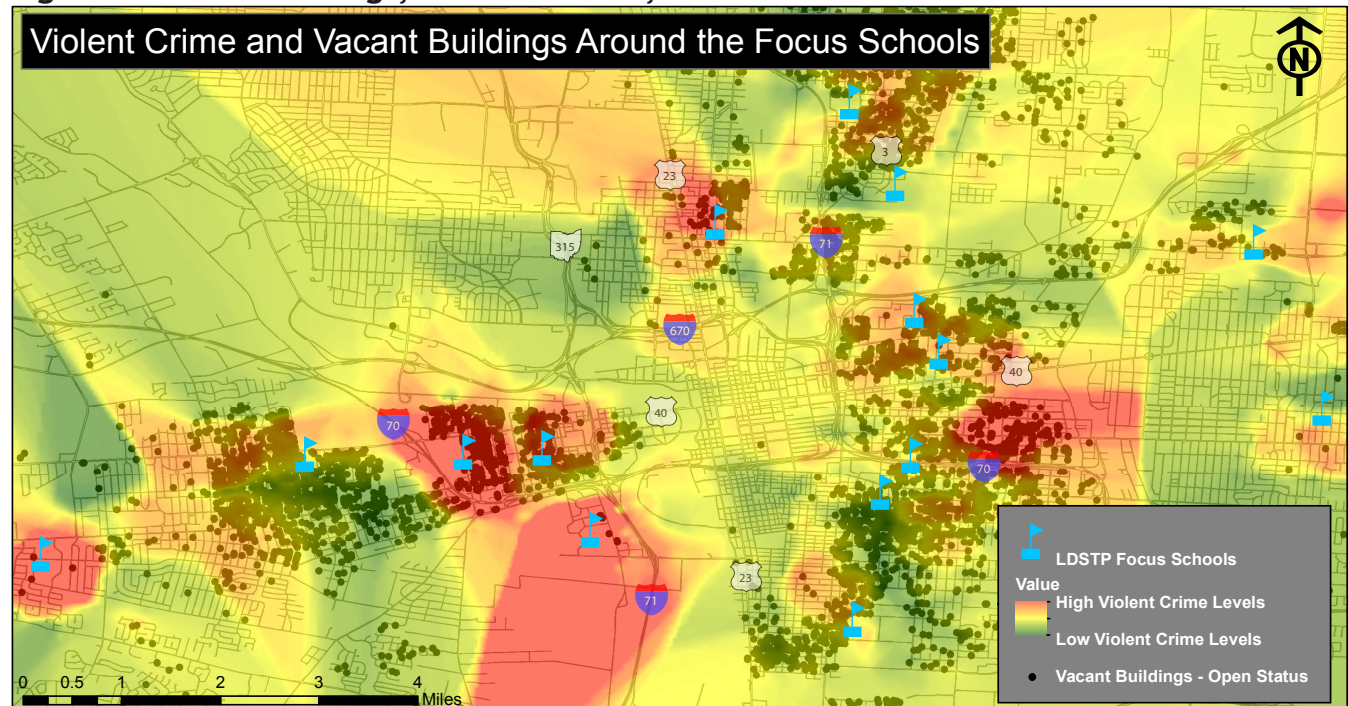 Violent Crime and Vacant Buildings Around the Focus Schools
N
3
23
315
71
670
40
40
70
70
23
71
LDSTP Focus Schools
Value
High Violent Crime Levels
Low Violent Crime Levels
Vacant Buildings - Open Status
0 0.5 1 2 3 4
Miles